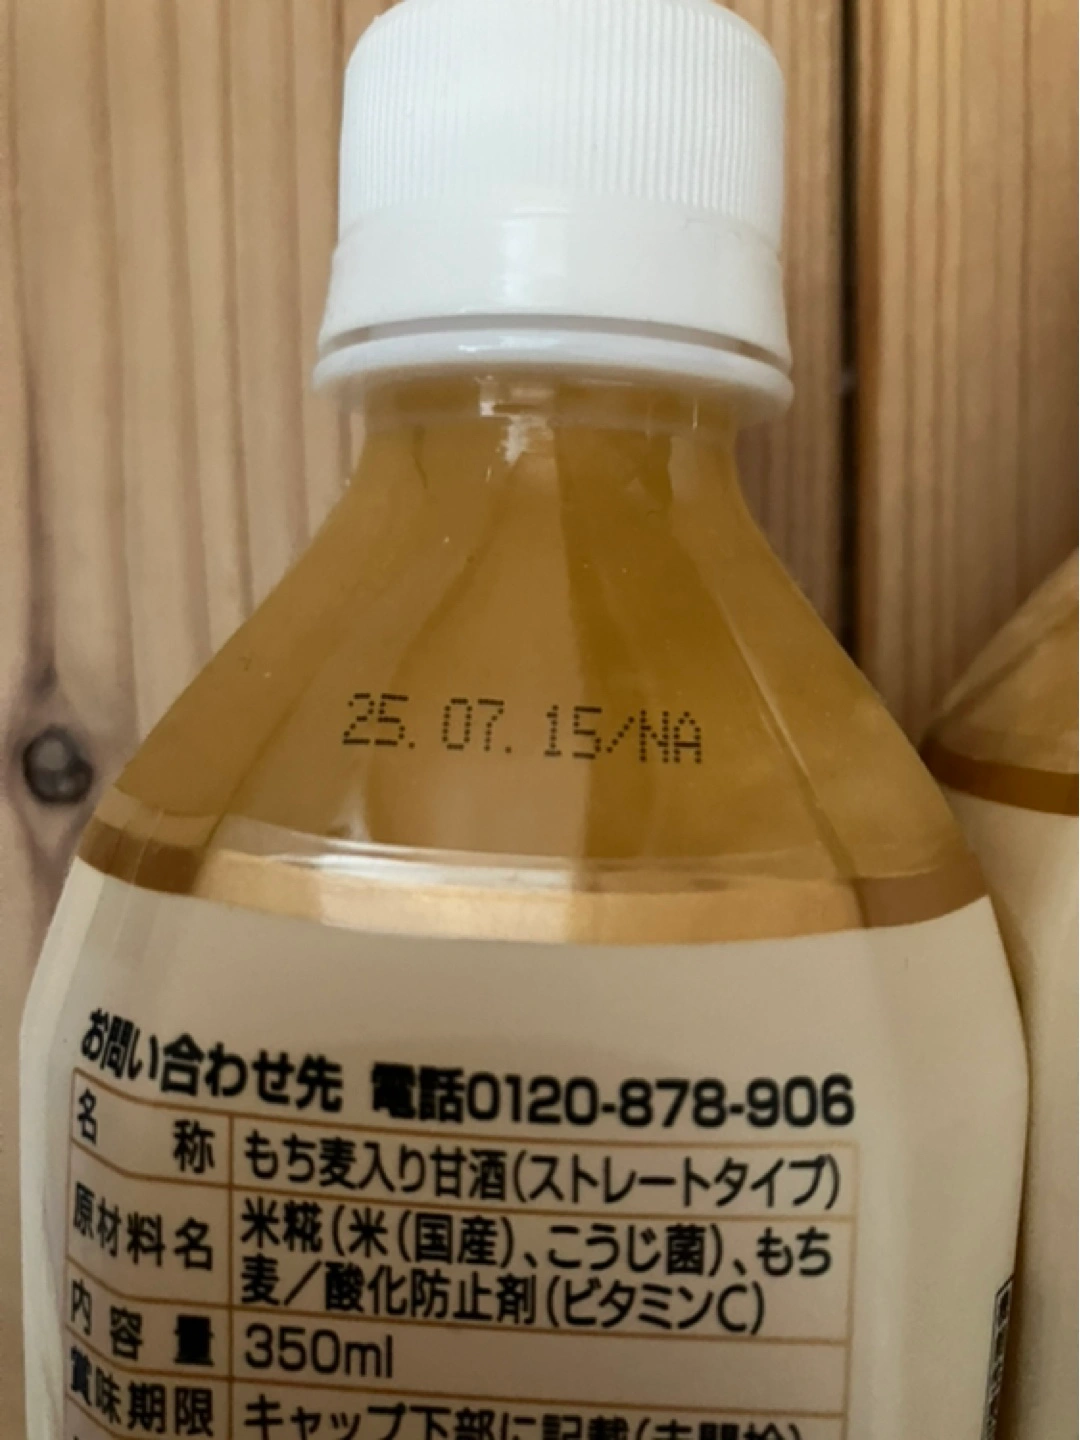 25.07.15/NA
お問い合わせ先 電話0120-878-906
名称 もち麦入り甘酒(ストレートタイプ)
原材料名 米糀(米(国産)、こうじ菌)、もち
麦/酸化防止剤(ビタミンC)
内容量 350ml
賞味期限 キャップ下部に記載(未開栓)